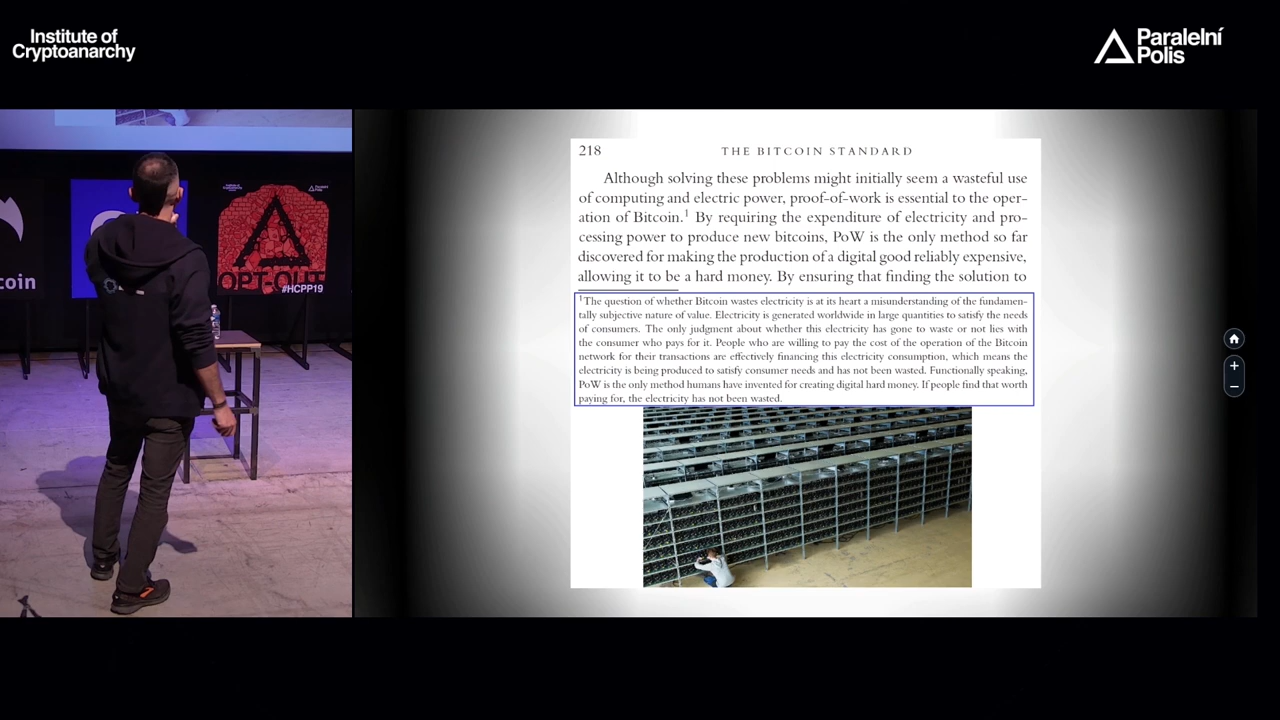 Institute of
Cryptoanarchy
Paralelní
Polis
coin
OPT-OUT
#HCPP19
218
THE BITCOIN STANDARD
Although solving these problems might initially seem a wasteful use
of computing and electric power, proof-of-work is essential to the oper-
ation of Bitcoin.¹ By requiring the expenditure of electricity and pro-
cessing power to produce new bitcoins, PoW is the only method so far
discovered for making the production of a digital good reliably expensive,
allowing it to be a hard money. By ensuring that finding the solution to
¹The question of whether Bitcoin wastes electricity is at its heart a misunderstanding of the fundamen-
tally subjective nature of value. Electricity is generated worldwide in large quantities to satisfy the needs
of consumers. The only judgment about whether this electricity has gone to waste or not lies with
the consumer who pays for it. People who are willing to pay the cost of the operation of the Bitcoin
network for their transactions are effectively financing this electricity consumption, which means the
electricity is being produced to satisfy consumer needs and has not been wasted. Functionally speaking,
PoW is the only method humans have invented for creating digital hard money. If people find that worth
paying for, the electricity has not been wasted.